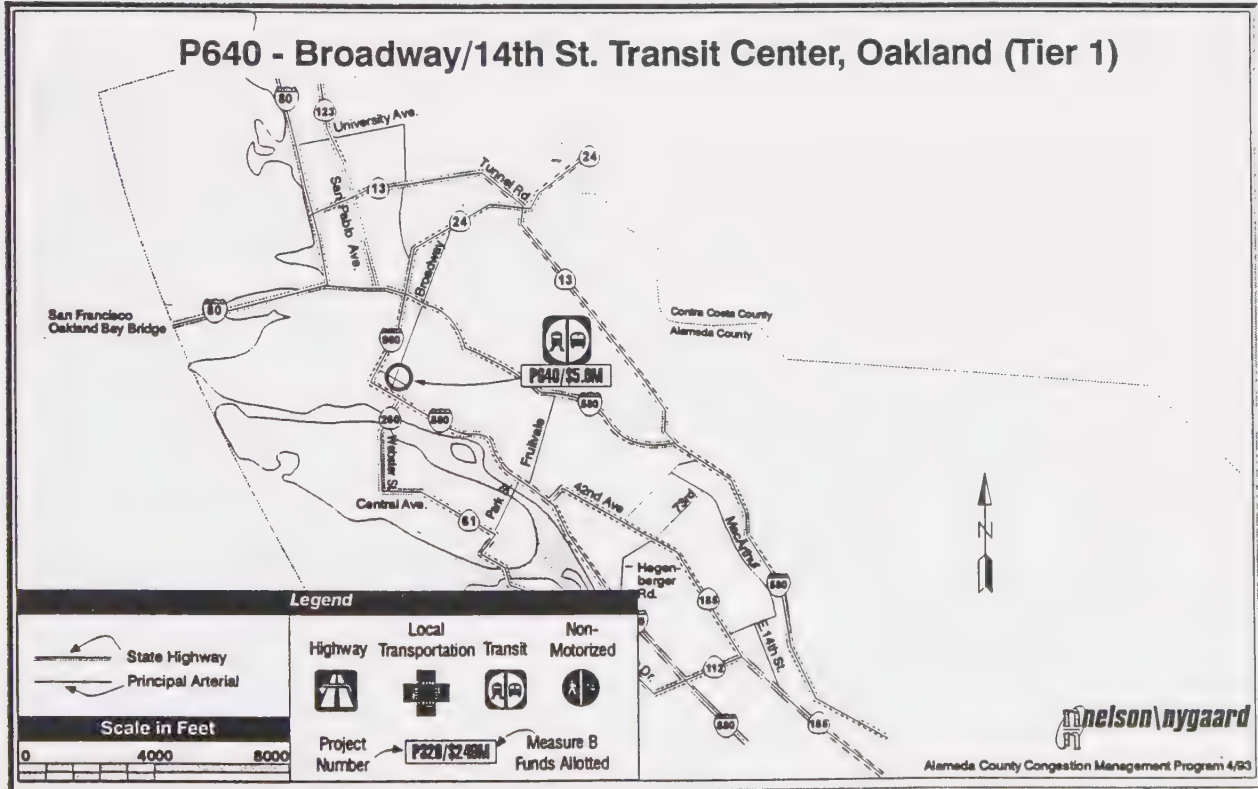 P640 - Broadway/14th St. Transit Center, Oakland (Tier 1)
80
123
University Ave.
24
Tunnel Rd.
13
San Pablo Ave.
24
Broadway
13
San Francisco
Oakland Bay Bridge
80
Contra Costa County
Alameda County
980
P640/$5.0M
580
260
880
Fruitvale
Webster St.
Central Ave.
61
Park St.
42nd Ave
73rd
MacArthur
N
Hegen-
berger
Rd.
580
185
E. 14th St.
Dr.
112
880
185
Legend
State Highway
Principal Arterial
Scale in Feet
0 4000 8000
Highway
Local
Transportation
Transit
Non-
Motorized
Project
Number
Measure B
Funds Allotted
nelson\nygaard
Alameda County Congestion Management Program 4/93